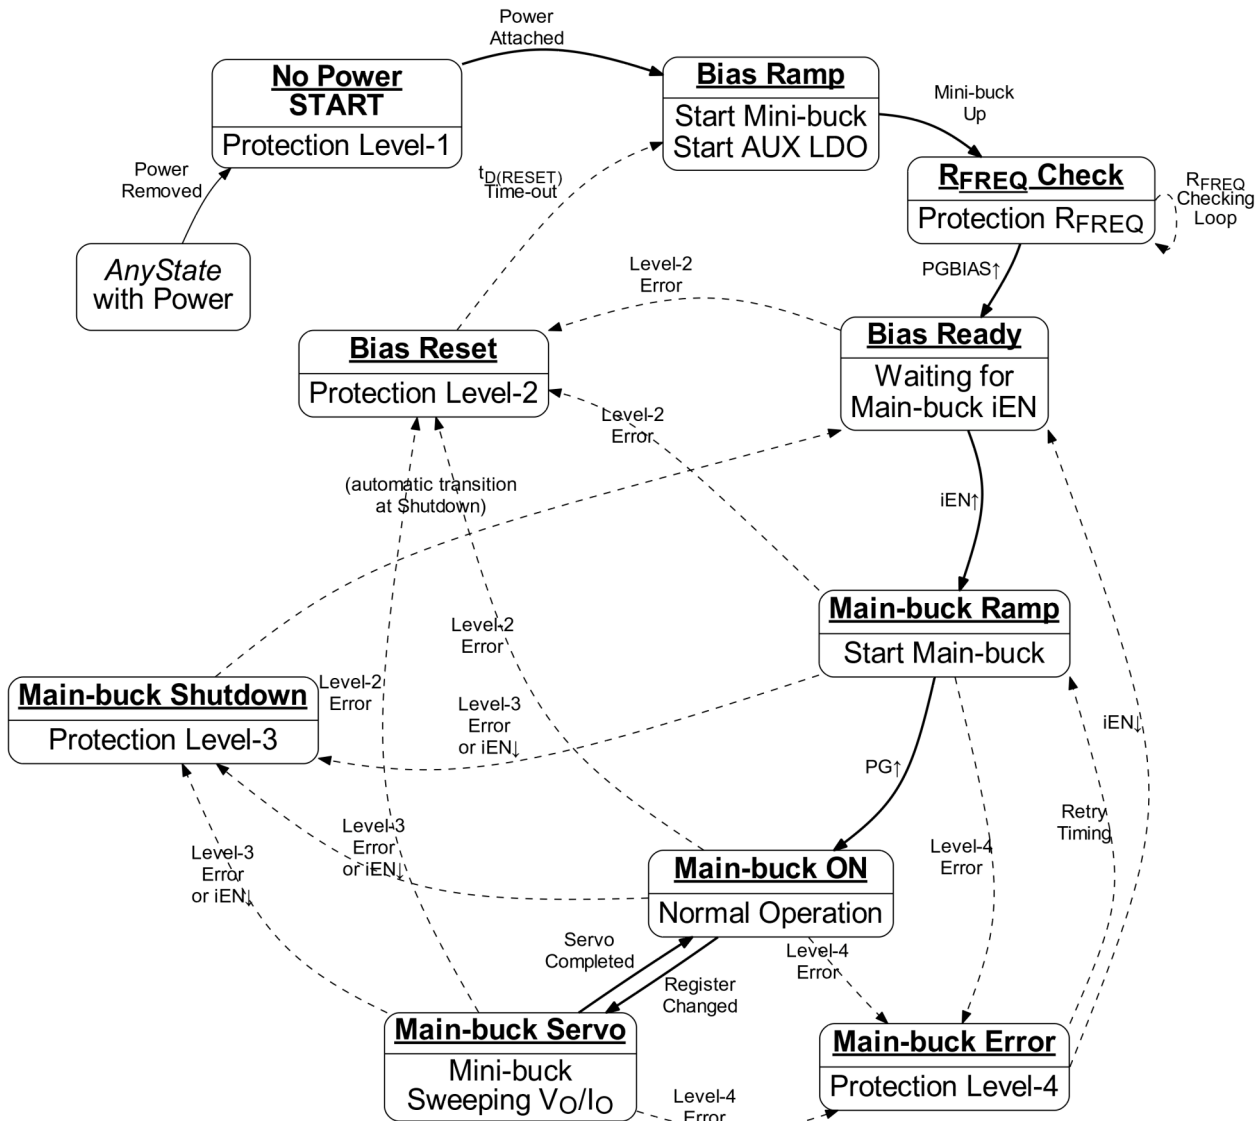 Power
Attached
No Power
START
Protection Level-1
Bias Ramp
Start Mini-buck
Start AUX LDO
Mini-buck
Up
Power
Removed
tD(RESET)
Time-out
RFREQ Check
Protection RFREQ
RFREQ
Checking
Loop
AnyState
with Power
Level-2
Error
PGBIAS↑
Bias Reset
Protection Level-2
Bias Ready
Waiting for
Main-buck iEN
Level-2
Error
(automatic transition
at Shutdown)
iEN↑
Main-buck Ramp
Start Main-buck
Level-2
Error
Main-buck Shutdown
Protection Level-3
Level-2
Error
Level-3
Error
or iEN↓
iEN↓
PG↑
Retry
Timing
Level-3
Error
or iEN↓
Level-3
Error
or iEN↓
Level-4
Error
Main-buck ON
Normal Operation
Servo
Completed
Level-4
Error
Register
Changed
Main-buck Servo
Mini-buck
Sweeping VO/IO
Main-buck Error
Protection Level-4
Level-4
Error